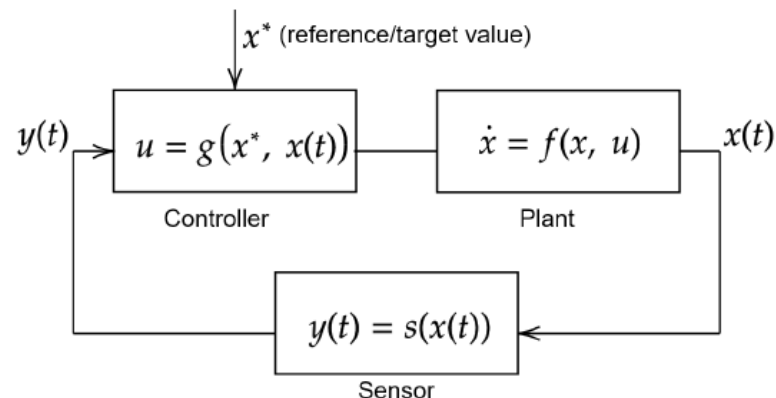 x* (reference/target value)
y(t)
u = g(x*, x(t))
ẋ = f(x, u)
x(t)
Controller
Plant
y(t) = s(x(t))
Sensor